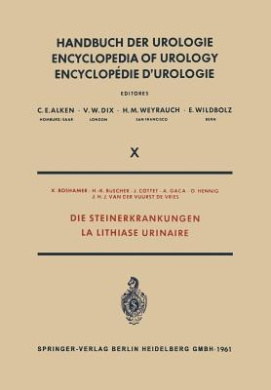 HANDBUCH DER UROLOGIE
ENCYCLOPEDIA OF UROLOGY
ENCYCLOPÉDIE D'UROLOGIE
EDITORES
C.E.ALKEN · V.W.DIX · H.M.WEYRAUCH · E.WILDBOLZ
HOMBURG/SAAR LONDON SAN FRANCISCO BERN
X
K. BOSHAMER · H.-K. BÜSCHER · J. COTTET · A. GACA · O. HENNIG
J.H.J. VAN DER VUURST DE VRIES
DIE STEINERKRANKUNGEN
LA LITHIASE URINAIRE
SPRINGER-VERLAG BERLIN HEIDELBERG GMBH · 1961